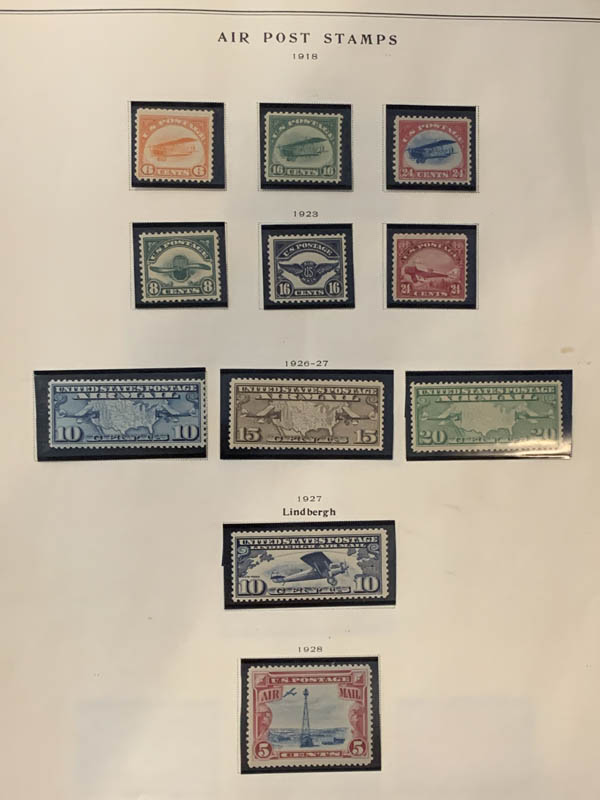 AIR POST STAMPS
1918
U.S. POSTAGE
6 CENTS 6
U.S. POSTAGE
16 CENTS 16
U.S. POSTAGE
24 CENTS 24
1923
U.S. POSTAGE
8 CENTS 8
U.S. POSTAGE
AIR MAIL
US
16 CENTS 16
U.S. POSTAGE
24 CENTS 24
1926-27
UNITED STATES POSTAGE
AIR MAIL
10 CENTS 10
UNITED STATES POSTAGE
AIR MAIL
15 CENTS 15
UNITED STATES POSTAGE
AIR MAIL
20 CENTS 20
1927
Lindbergh
UNITED STATES POSTAGE
LINDBERGH-AIR MAIL
10 CENTS 10
1928
U.S. POSTAGE
AIR MAIL
5 CENTS 5